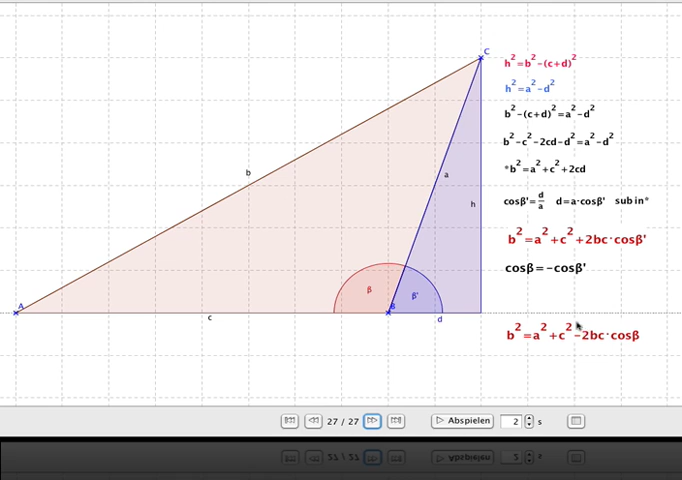 C
h²=b²-(c+d)²
h²=a²-d²
b²-(c+d)²=a²-d²
b²-c²-2cd-d²=a²-d²
*b²=a²+c²+2cd
cosβ'=d/a d=a·cosβ' sub in*
b²=a²+c²+2bc·cosβ'
cosβ=-cosβ'
b²=a²+c²-2bc·cosβ
b
a
h
β
β'
A
B
c
d
27 / 27
Abspielen
2
s